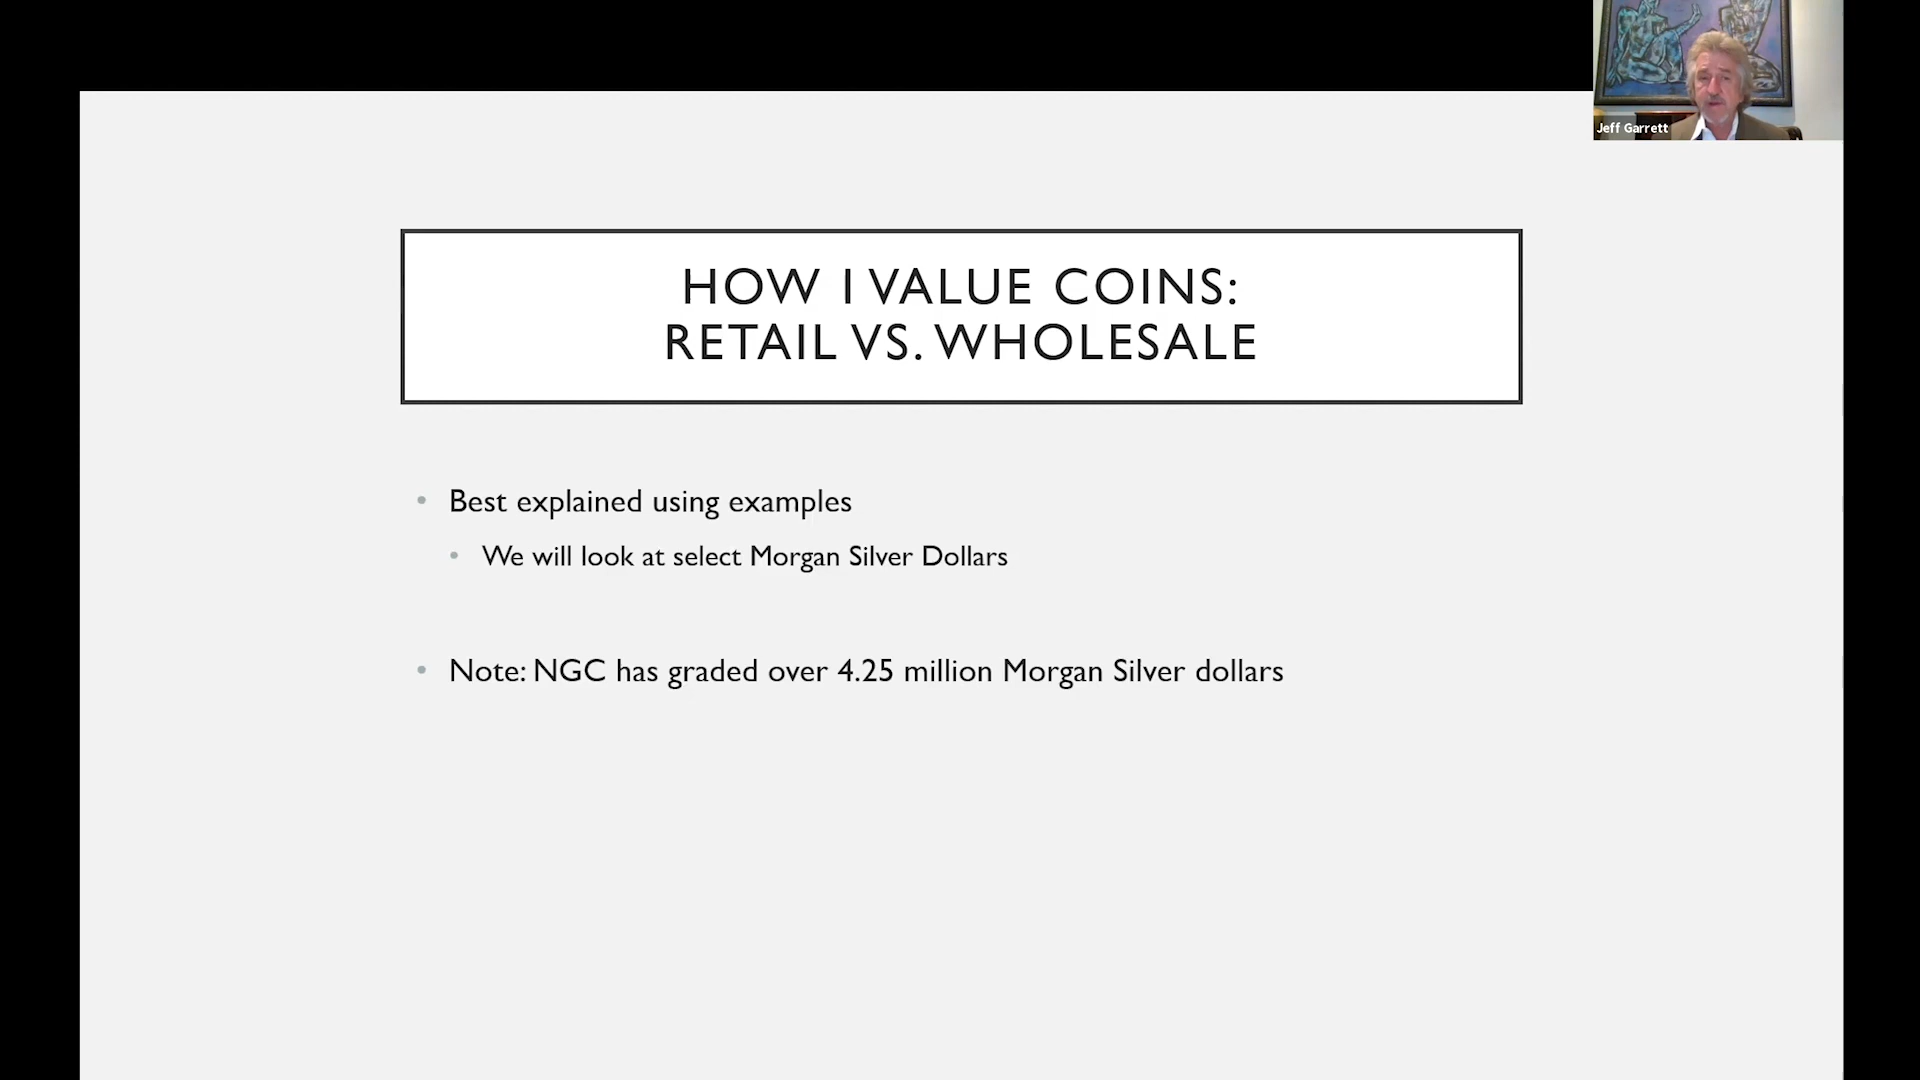 Jeff Garrett
HOW I VALUE COINS:
RETAIL VS. WHOLESALE
• Best explained using examples
• We will look at select Morgan Silver Dollars
• Note: NGC has graded over 4.25 million Morgan Silver dollars